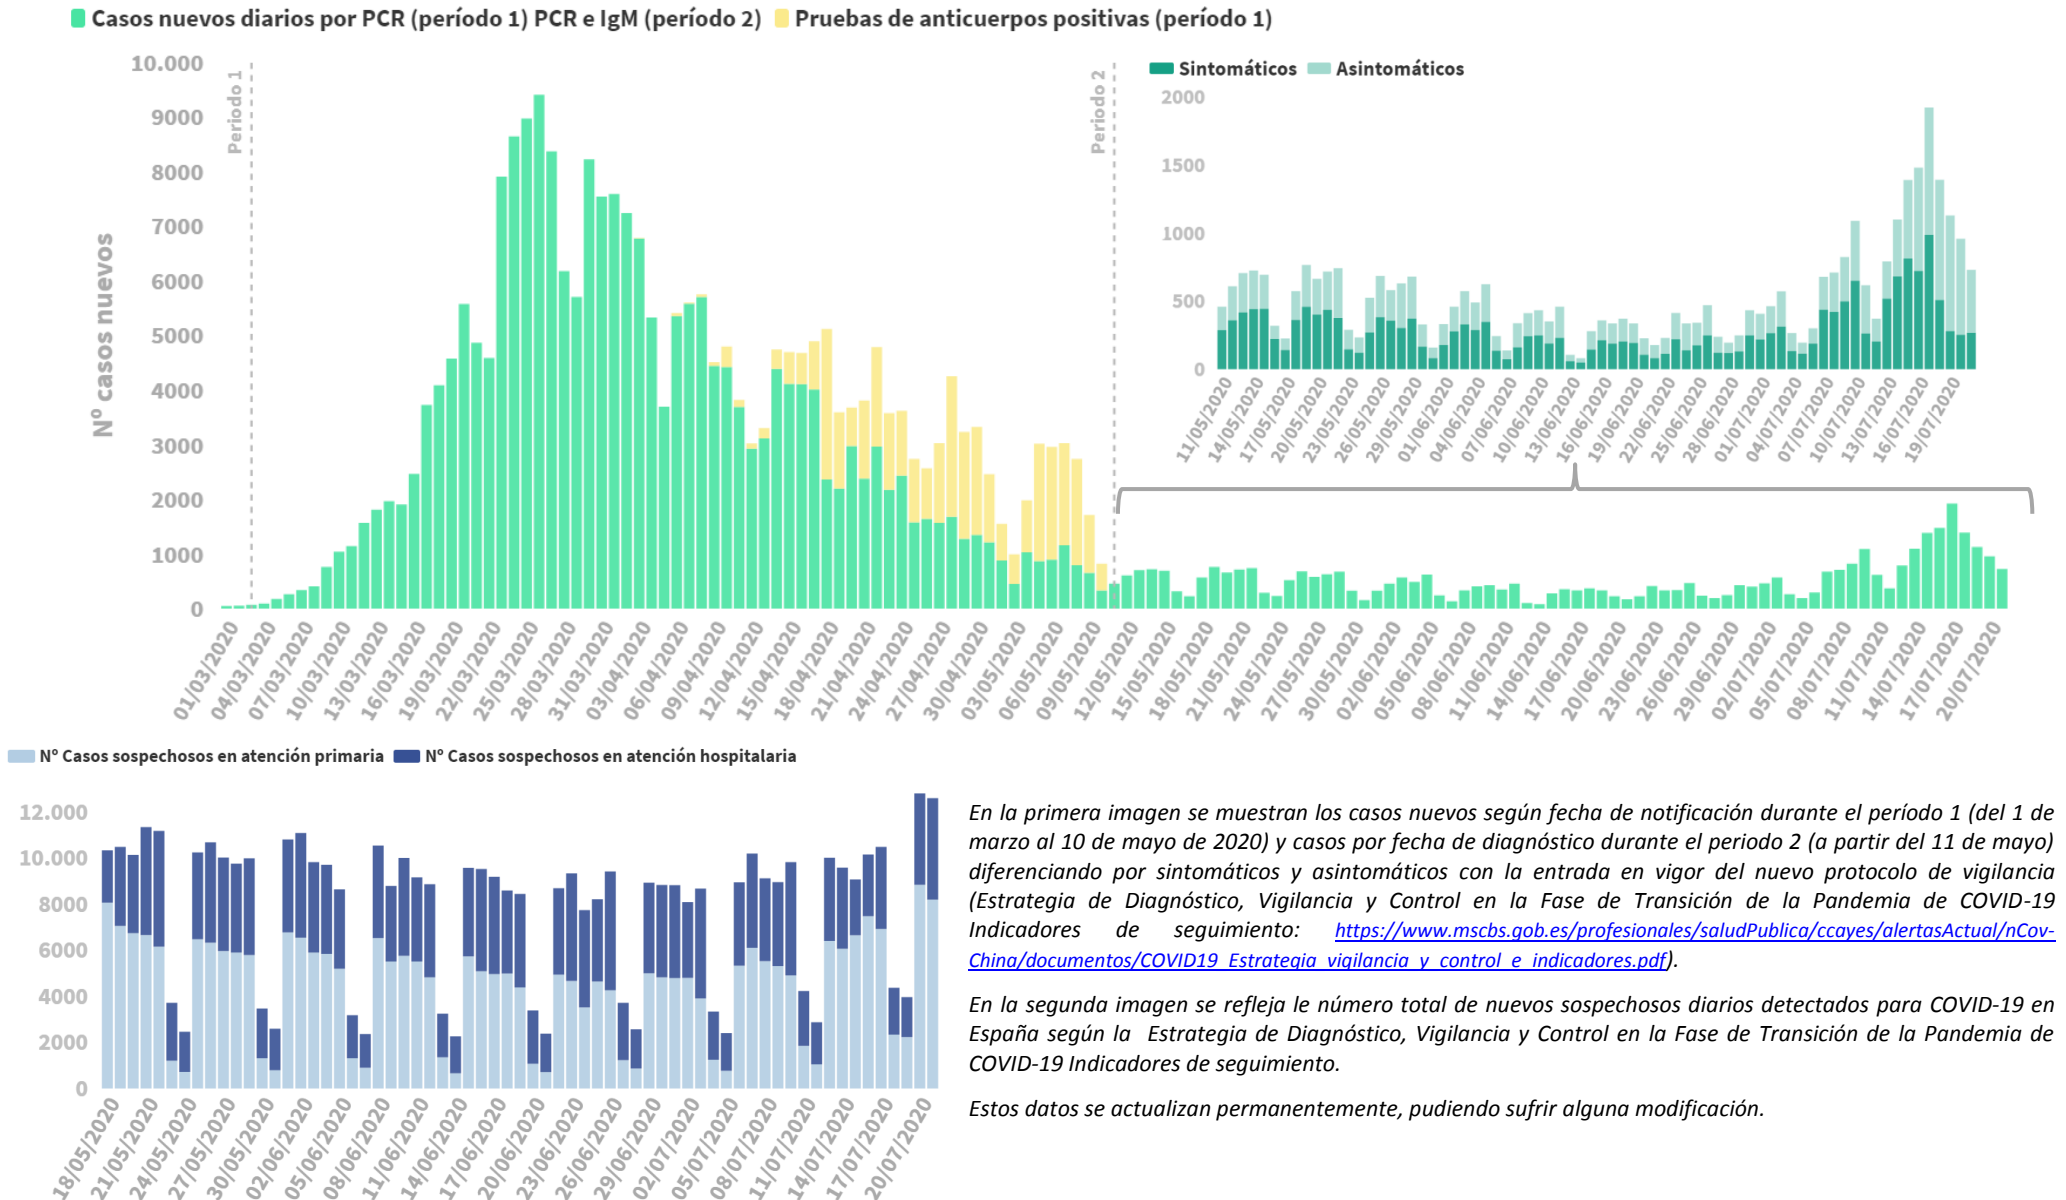 Casos nuevos diarios por PCR (período 1) PCR e IgM (período 2) Pruebas de anticuerpos positivas (período 1)
Nº casos nuevos
10.000
9000
8000
7000
6000
5000
4000
3000
2000
1000
0
Periodo 1
Periodo 2
01/03/2020 04/03/2020 07/03/2020 10/03/2020 13/03/2020 16/03/2020 19/03/2020 22/03/2020 25/03/2020 28/03/2020 31/03/2020 03/04/2020 06/04/2020 09/04/2020 12/04/2020 15/04/2020 18/04/2020 21/04/2020 24/04/2020 27/04/2020 30/04/2020 03/05/2020 06/05/2020 09/05/2020 12/05/2020 15/05/2020 18/05/2020 21/05/2020 24/05/2020 27/05/2020 30/05/2020 02/06/2020 05/06/2020 08/06/2020 11/06/2020 14/06/2020 17/06/2020 20/06/2020 23/06/2020 26/06/2020 29/06/2020 02/07/2020 05/07/2020 08/07/2020 11/07/2020 14/07/2020 17/07/2020 20/07/2020
Sintomáticos Asintomáticos
2000
1500
1000
500
0
11/05/2020 14/05/2020 17/05/2020 20/05/2020 23/05/2020 26/05/2020 29/05/2020 01/06/2020 04/06/2020 07/06/2020 10/06/2020 13/06/2020 16/06/2020 19/06/2020 22/06/2020 25/06/2020 28/06/2020 01/07/2020 04/07/2020 07/07/2020 10/07/2020 13/07/2020 16/07/2020 19/07/2020
Nº Casos sospechosos en atención primaria Nº Casos sospechosos en atención hospitalaria
12.000
10.000
8000
6000
4000
2000
0
18/05/2020 21/05/2020 24/05/2020 27/05/2020 30/05/2020 02/06/2020 05/06/2020 08/06/2020 11/06/2020 14/06/2020 17/06/2020 20/06/2020 23/06/2020 26/06/2020 29/06/2020 02/07/2020 05/07/2020 08/07/2020 11/07/2020 14/07/2020 17/07/2020 20/07/2020
En la primera imagen se muestran los casos nuevos según fecha de notificación durante el período 1 (del 1 de
marzo al 10 de mayo de 2020) y casos por fecha de diagnóstico durante el periodo 2 (a partir del 11 de mayo)
diferenciando por sintomáticos y asintomáticos con la entrada en vigor del nuevo protocolo de vigilancia
(Estrategia de Diagnóstico, Vigilancia y Control en la Fase de Transición de la Pandemia de COVID-19
Indicadores de seguimiento: https://www.mscbs.gob.es/profesionales/saludPublica/ccayes/alertasActual/nCov-
China/documentos/COVID19_Estrategia_vigilancia_y_control_e_indicadores.pdf).
En la segunda imagen se refleja le número total de nuevos sospechosos diarios detectados para COVID-19 en
España según la Estrategia de Diagnóstico, Vigilancia y Control en la Fase de Transición de la Pandemia de
COVID-19 Indicadores de seguimiento.
Estos datos se actualizan permanentemente, pudiendo sufrir alguna modificación.